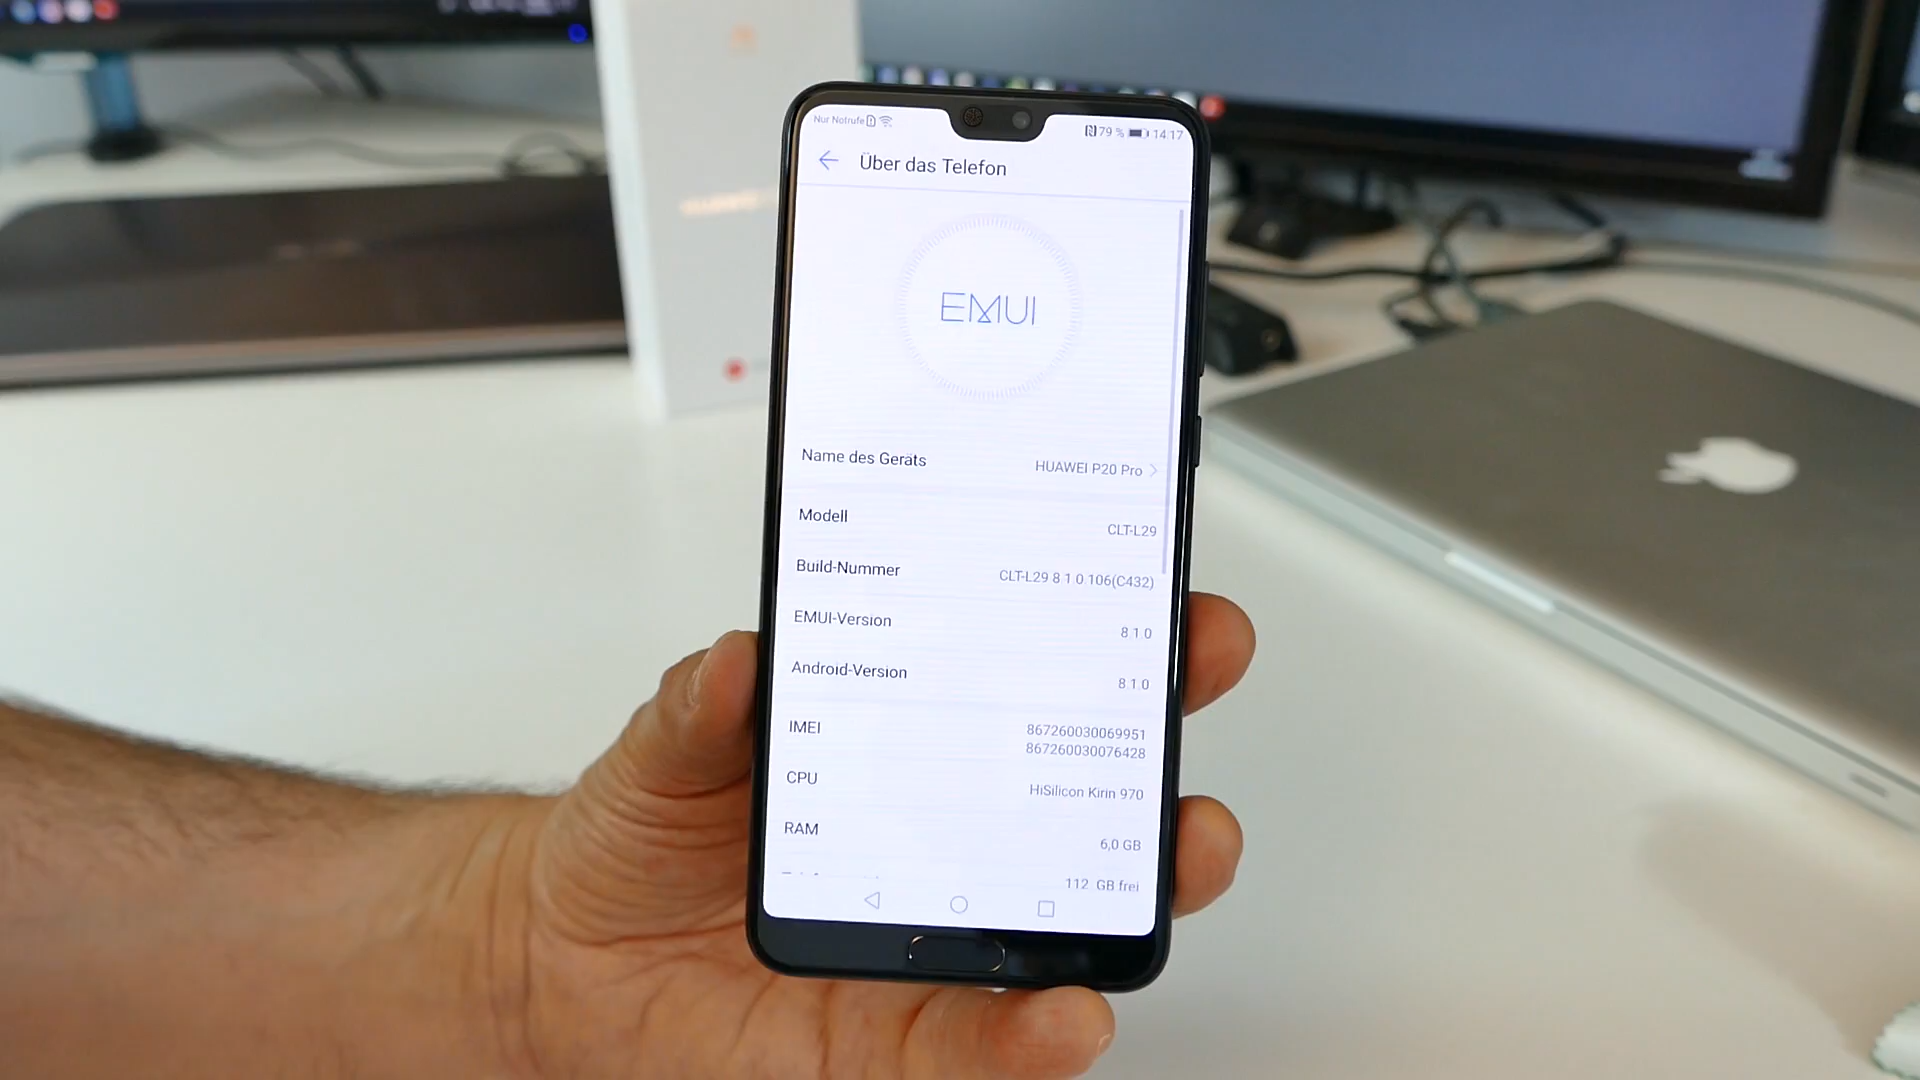 Nur Notrufe
79 % 14:17
Über das Telefon
EMUI
Name des Geräts HUAWEI P20 Pro
Modell CLT-L29
Build-Nummer CLT-L29 8.1.0.106(C432)
EMUI-Version 8.1.0
Android-Version 8.1.0
IMEI 867260030069951
867260030076428
CPU HiSilicon Kirin 970
RAM 6,0 GB
112 GB frei